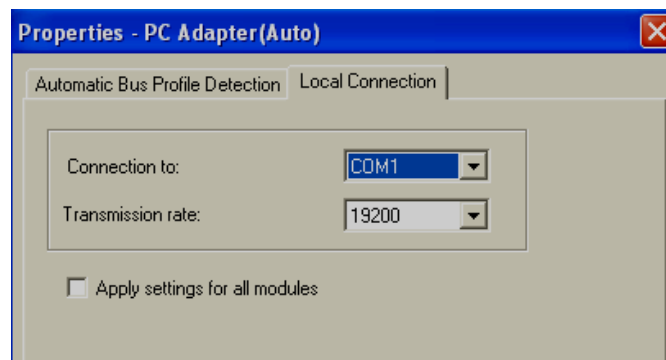 Properties - PC Adapter(Auto)
Automatic Bus Profile Detection Local Connection
Connection to: COM1
Transmission rate: 19200
Apply settings for all modules